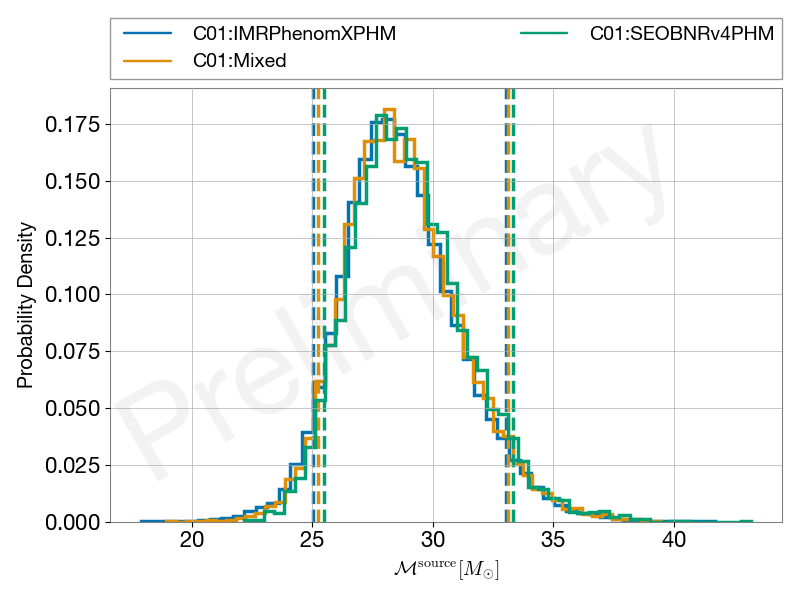 C01:IMRPhenomXPHM
C01:Mixed
C01:SEOBNRv4PHM
Preliminary
Probability Density
0.175
0.150
0.125
0.100
0.075
0.050
0.025
0.000
20 25 30 35 40
ℳ^source [M_⊙]